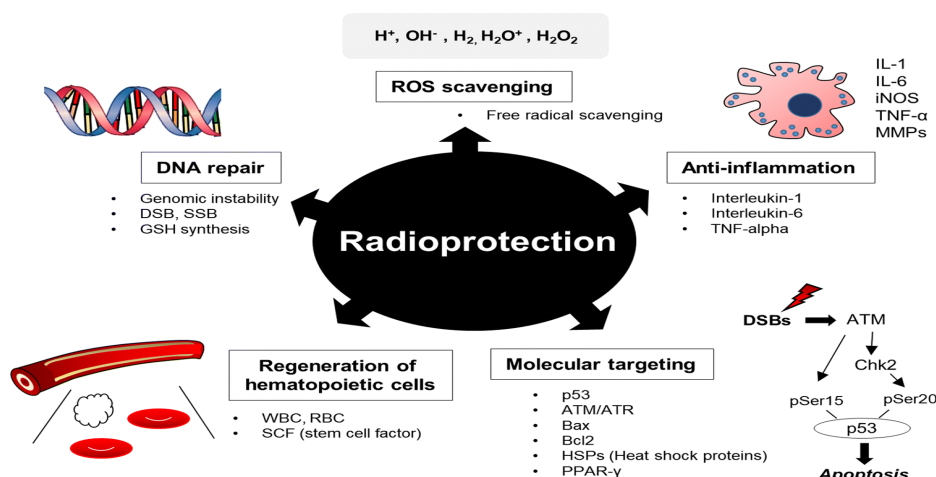 H⁺, OH⁻ , H₂, H₂O⁺ , H₂O₂
ROS scavenging
• Free radical scavenging
DNA repair
• Genomic instability
• DSB, SSB
• GSH synthesis
IL-1
IL-6
iNOS
TNF-α
MMPs
Anti-inflammation
• Interleukin-1
• Interleukin-6
• TNF-alpha
Radioprotection
Regeneration of
hematopoietic cells
• WBC, RBC
• SCF (stem cell factor)
Molecular targeting
• p53
• ATM/ATR
• Bax
• Bcl2
• HSPs (Heat shock proteins)
• PPAR-γ
DSBs
ATM
Chk2
pSer15
pSer20
p53
Apoptosis